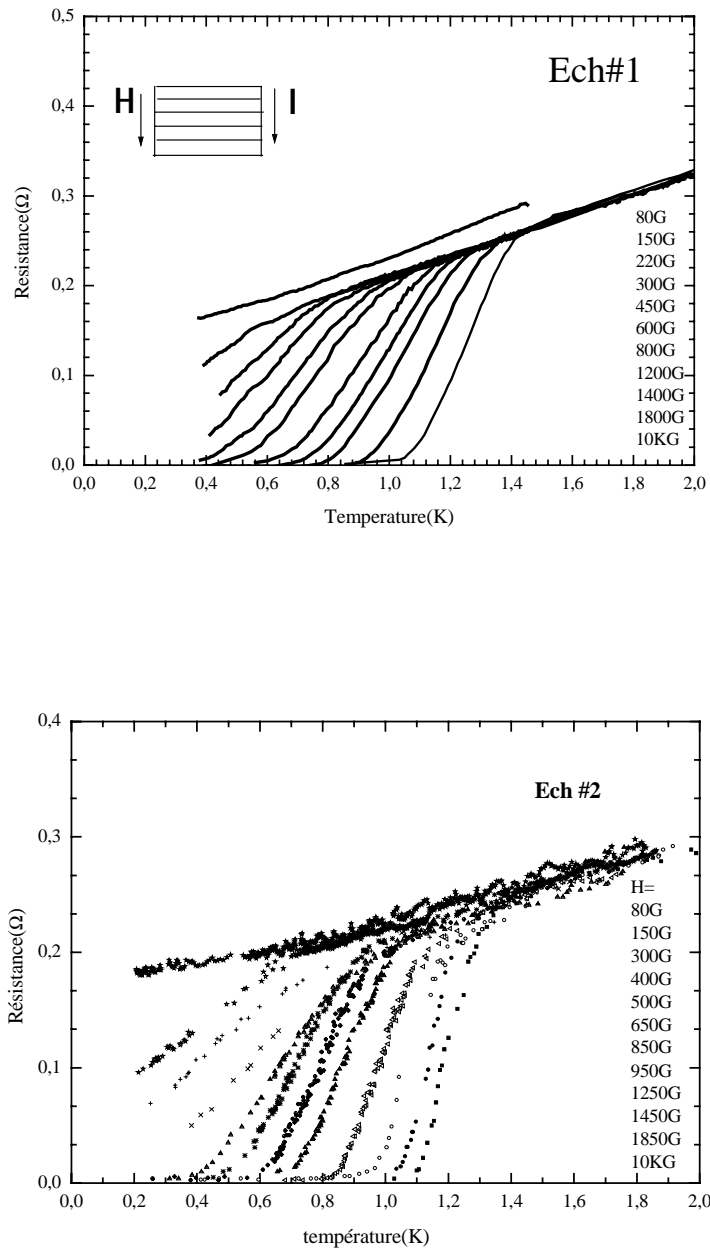 0,5
Ech#1
H
I
0,4
0,3
0,2
0,1
0,0
Resistance(Ω)
80G
150G
220G
300G
450G
600G
800G
1200G
1400G
1800G
10KG
0,0 0,2 0,4 0,6 0,8 1,0 1,2 1,4 1,6 1,8 2,0
Temperature(K)
0,4
Ech #2
0,3
0,2
0,1
0,0
Résistance(Ω)
H=
80G
150G
300G
400G
500G
650G
850G
950G
1250G
1450G
1850G
10KG
0,0 0,2 0,4 0,6 0,8 1,0 1,2 1,4 1,6 1,8 2,0
température(K)